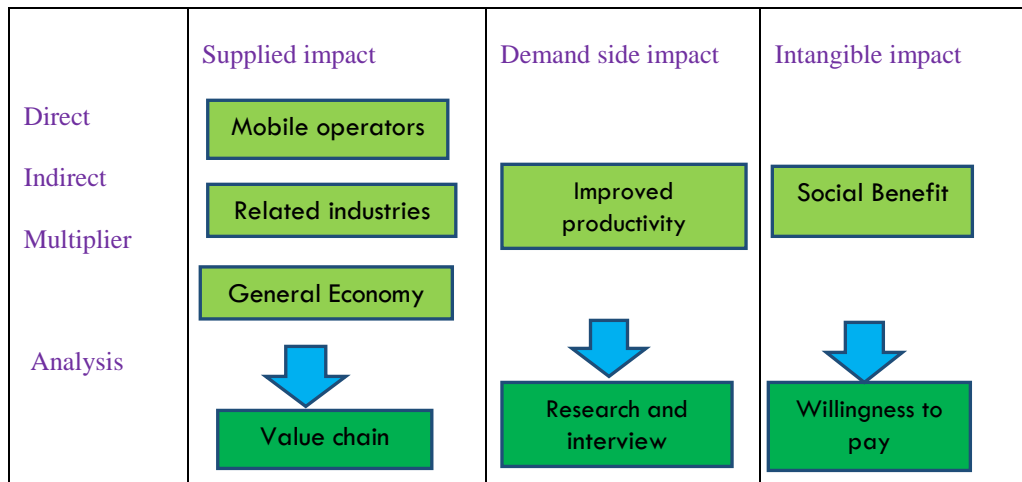 Supplied impact
Demand side impact
Intangible impact
Direct
Mobile operators
Indirect
Related industries
Improved
productivity
Social Benefit
Multiplier
General Economy
Analysis
Value chain
Research and
interview
Willingness to
pay